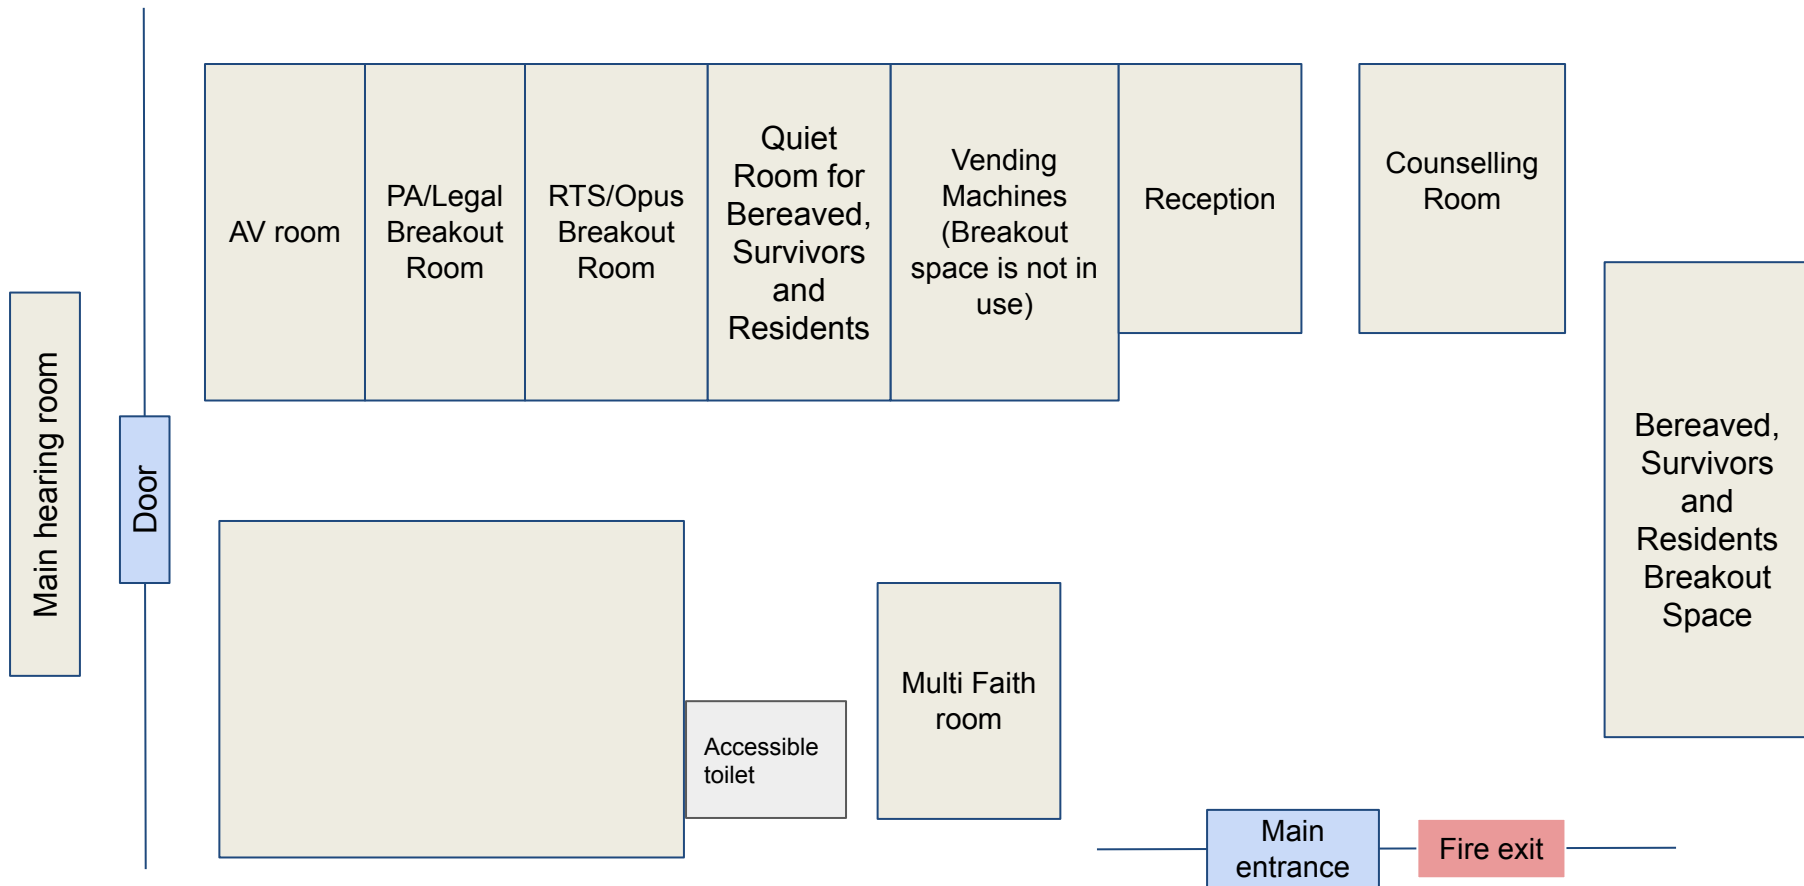 Main hearing room
Door
AV room
PA/Legal
Breakout
Room
RTS/Opus
Breakout
Room
Quiet
Room for
Bereaved,
Survivors
and
Residents
Vending
Machines
(Breakout
space is not in
use)
Reception
Counselling
Room
Bereaved,
Survivors
and
Residents
Breakout
Space
Accessible
toilet
Multi Faith
room
Main
entrance
Fire exit